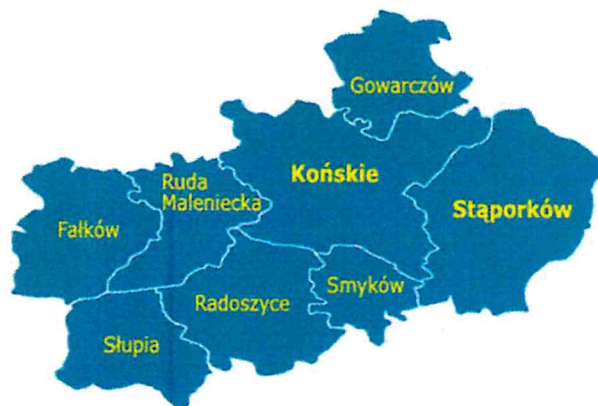 Gowarczów
Końskie
Ruda
Maleniecka
Stąporków
Fałków
Smyków
Radoszyce
Słupia